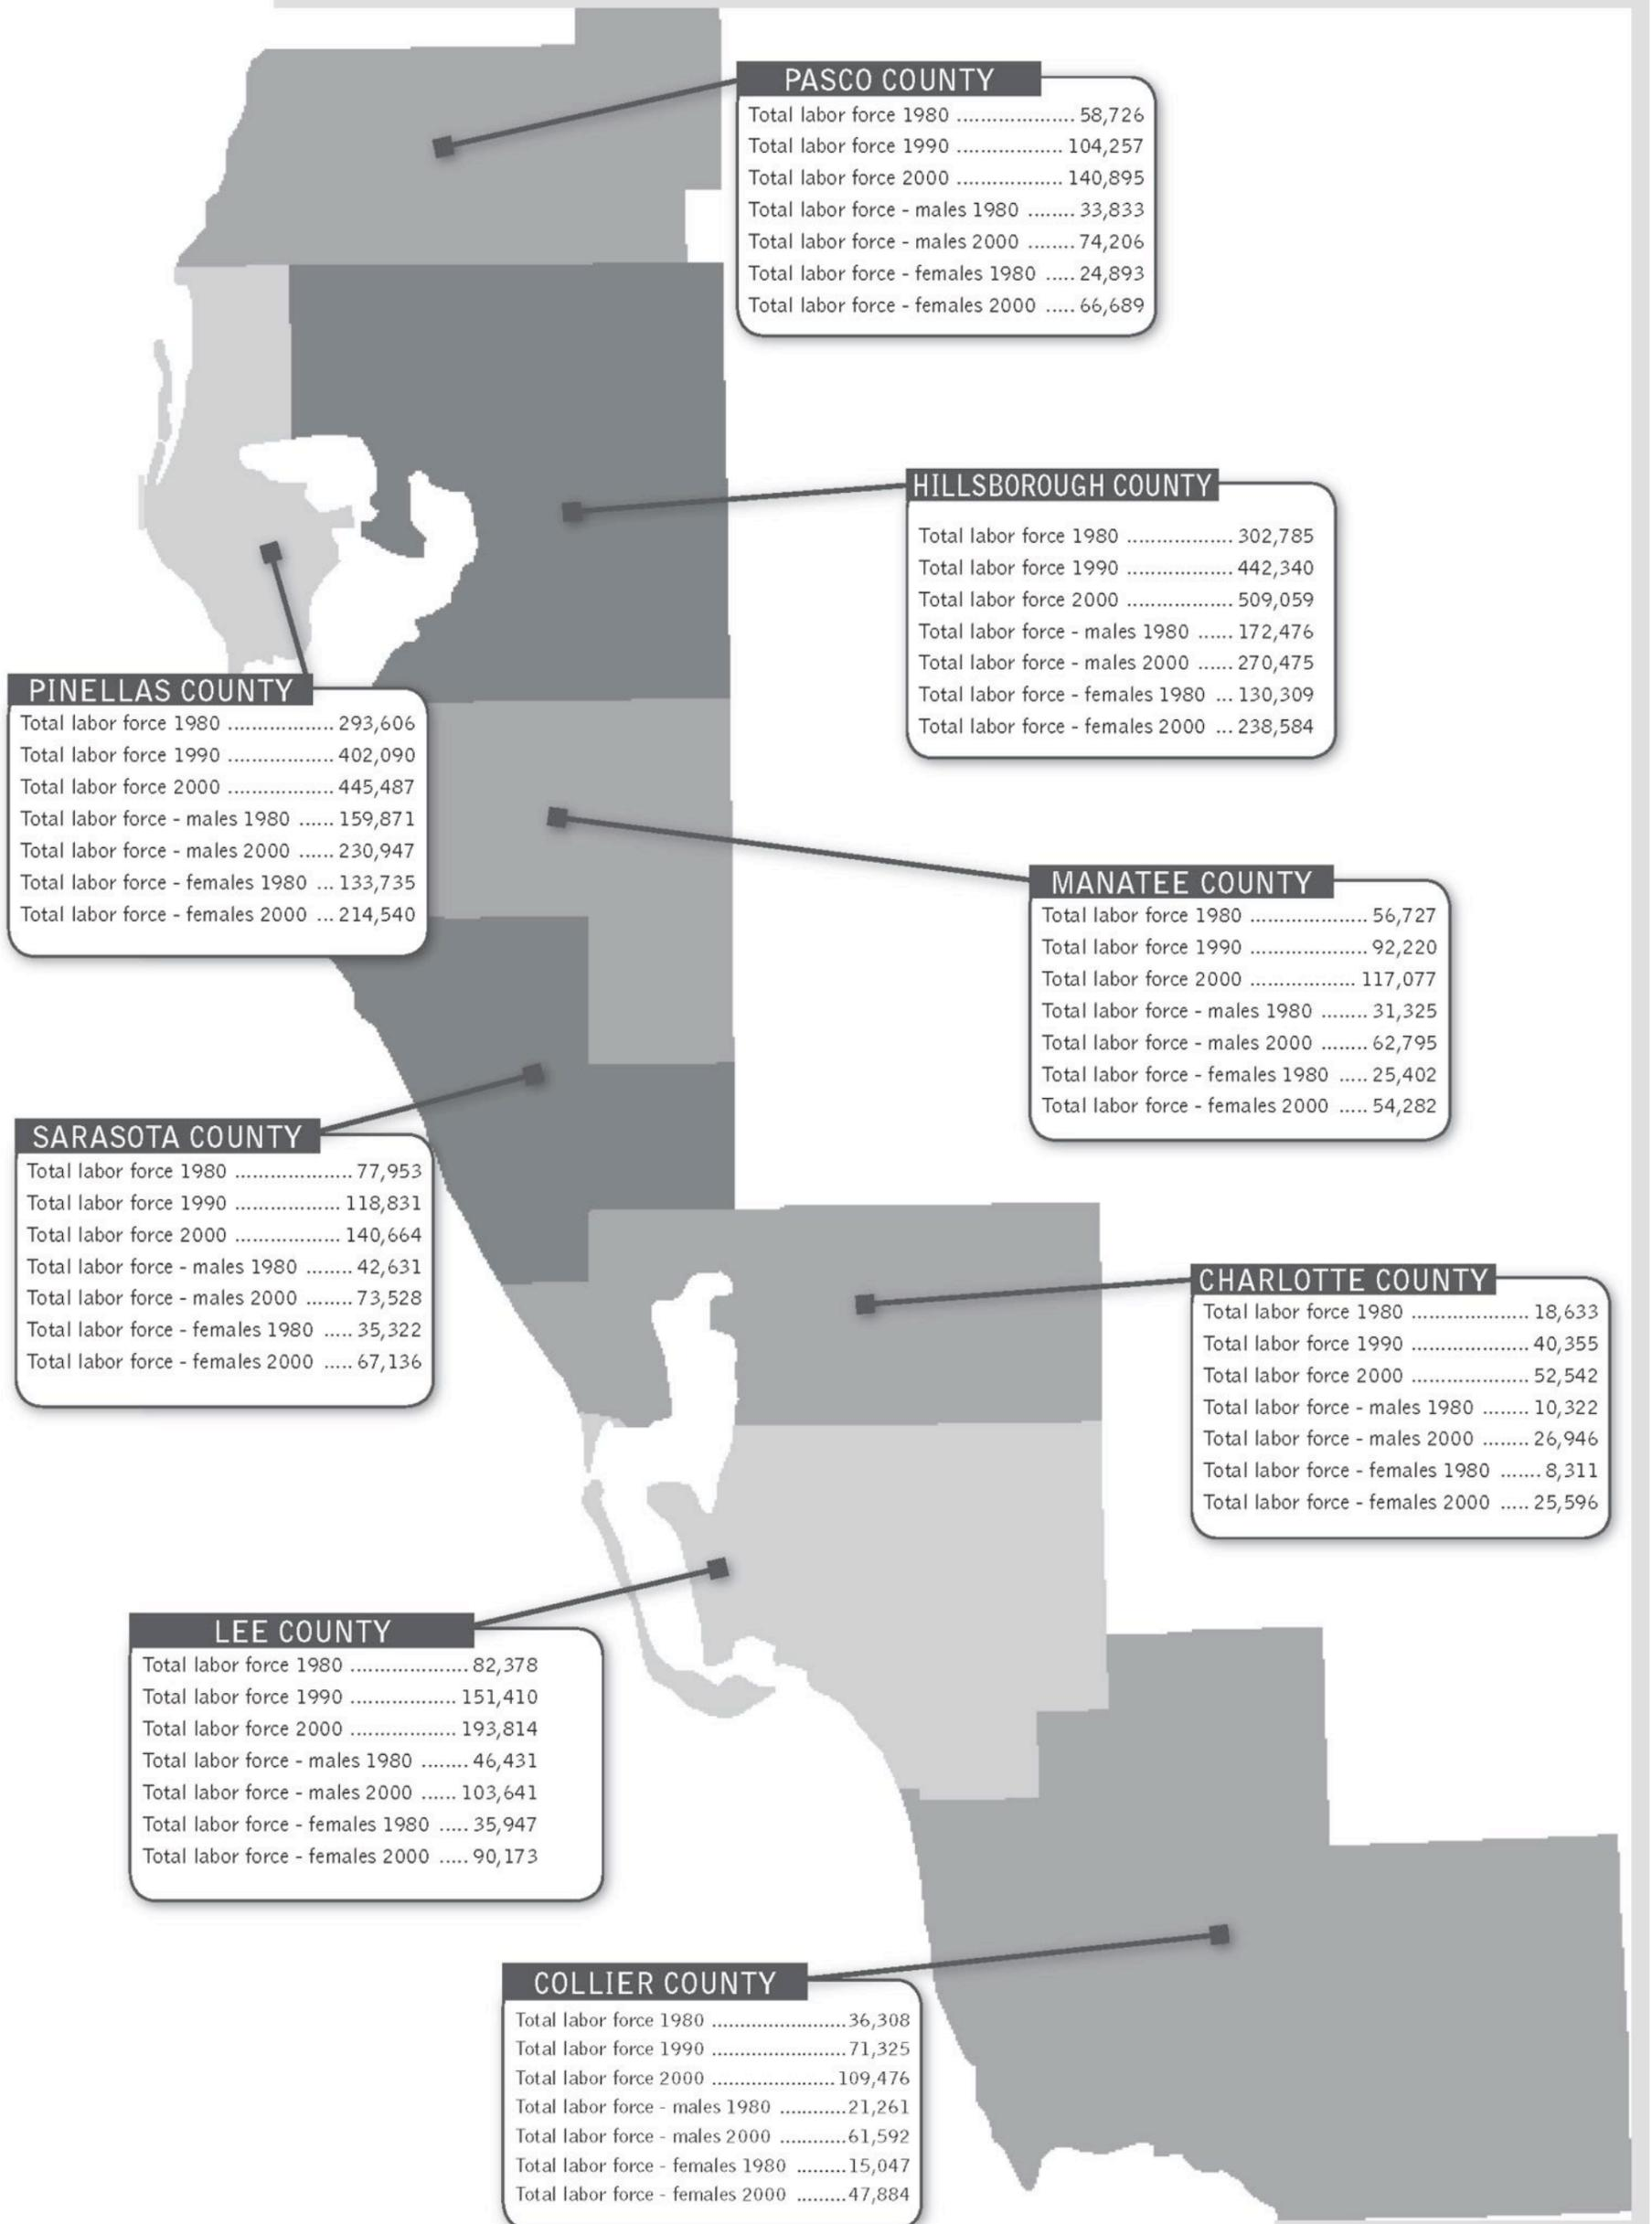 PASCO COUNTY
Total labor force 1980 .................... 58,726
Total labor force 1990 .................. 104,257
Total labor force 2000 .................. 140,895
Total labor force - males 1980 ........ 33,833
Total labor force - males 2000 ........ 74,206
Total labor force - females 1980 ..... 24,893
Total labor force - females 2000 ..... 66,689
HILLSBOROUGH COUNTY
Total labor force 1980 .................. 302,785
Total labor force 1990 .................. 442,340
Total labor force 2000 .................. 509,059
Total labor force - males 1980 ...... 172,476
Total labor force - males 2000 ...... 270,475
Total labor force - females 1980 ... 130,309
Total labor force - females 2000 ... 238,584
PINELLAS COUNTY
Total labor force 1980 .................. 293,606
Total labor force 1990 .................. 402,090
Total labor force 2000 .................. 445,487
Total labor force - males 1980 ...... 159,871
Total labor force - males 2000 ...... 230,947
Total labor force - females 1980 ... 133,735
Total labor force - females 2000 ... 214,540
MANATEE COUNTY
Total labor force 1980 .................... 56,727
Total labor force 1990 .................... 92,220
Total labor force 2000 .................. 117,077
Total labor force - males 1980 ........ 31,325
Total labor force - males 2000 ........ 62,795
Total labor force - females 1980 ..... 25,402
Total labor force - females 2000 ..... 54,282
SARASOTA COUNTY
Total labor force 1980 .................... 77,953
Total labor force 1990 .................. 118,831
Total labor force 2000 .................. 140,664
Total labor force - males 1980 ........ 42,631
Total labor force - males 2000 ........ 73,528
Total labor force - females 1980 ..... 35,322
Total labor force - females 2000 ..... 67,136
CHARLOTTE COUNTY
Total labor force 1980 .................... 18,633
Total labor force 1990 .................... 40,355
Total labor force 2000 .................... 52,542
Total labor force - males 1980 ........ 10,322
Total labor force - males 2000 ........ 26,946
Total labor force - females 1980 ....... 8,311
Total labor force - females 2000 ..... 25,596
LEE COUNTY
Total labor force 1980 .................... 82,378
Total labor force 1990 .................. 151,410
Total labor force 2000 .................. 193,814
Total labor force - males 1980 ........ 46,431
Total labor force - males 2000 ...... 103,641
Total labor force - females 1980 ..... 35,947
Total labor force - females 2000 ..... 90,173
COLLIER COUNTY
Total labor force 1980 .......................36,308
Total labor force 1990 .......................71,325
Total labor force 2000 .....................109,476
Total labor force - males 1980 ............21,261
Total labor force - males 2000 ............61,592
Total labor force - females 1980 .........15,047
Total labor force - females 2000 .........47,884